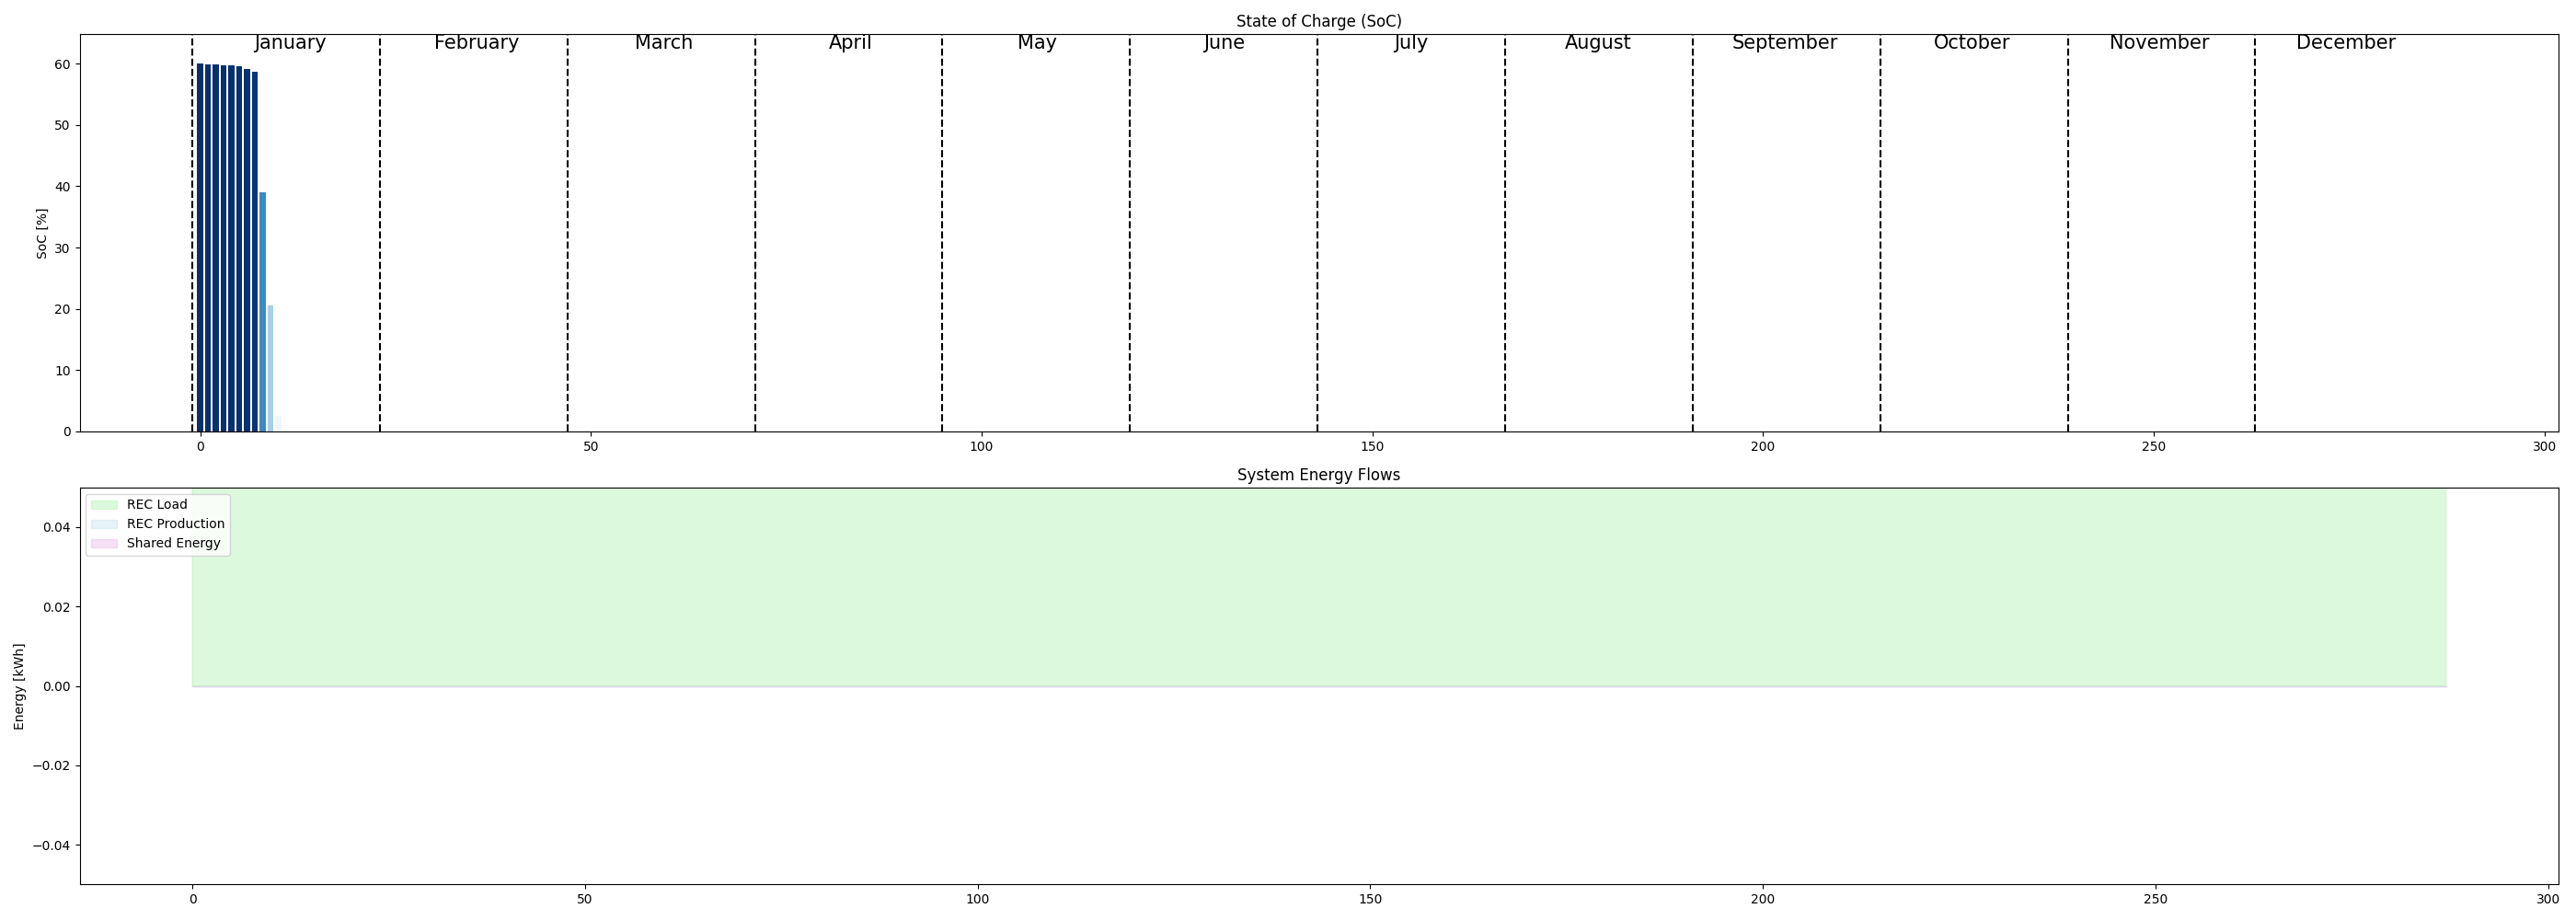 State of Charge (SoC)
January February March April May June July August September October November December
60
50
40
30
20
10
0
SoC [%]
0 50 100 150 200 250 300
System Energy Flows
REC Load
REC Production
Shared Energy
0.04
0.02
0.00
−0.02
−0.04
Energy [kWh]
0 50 100 150 200 250 300